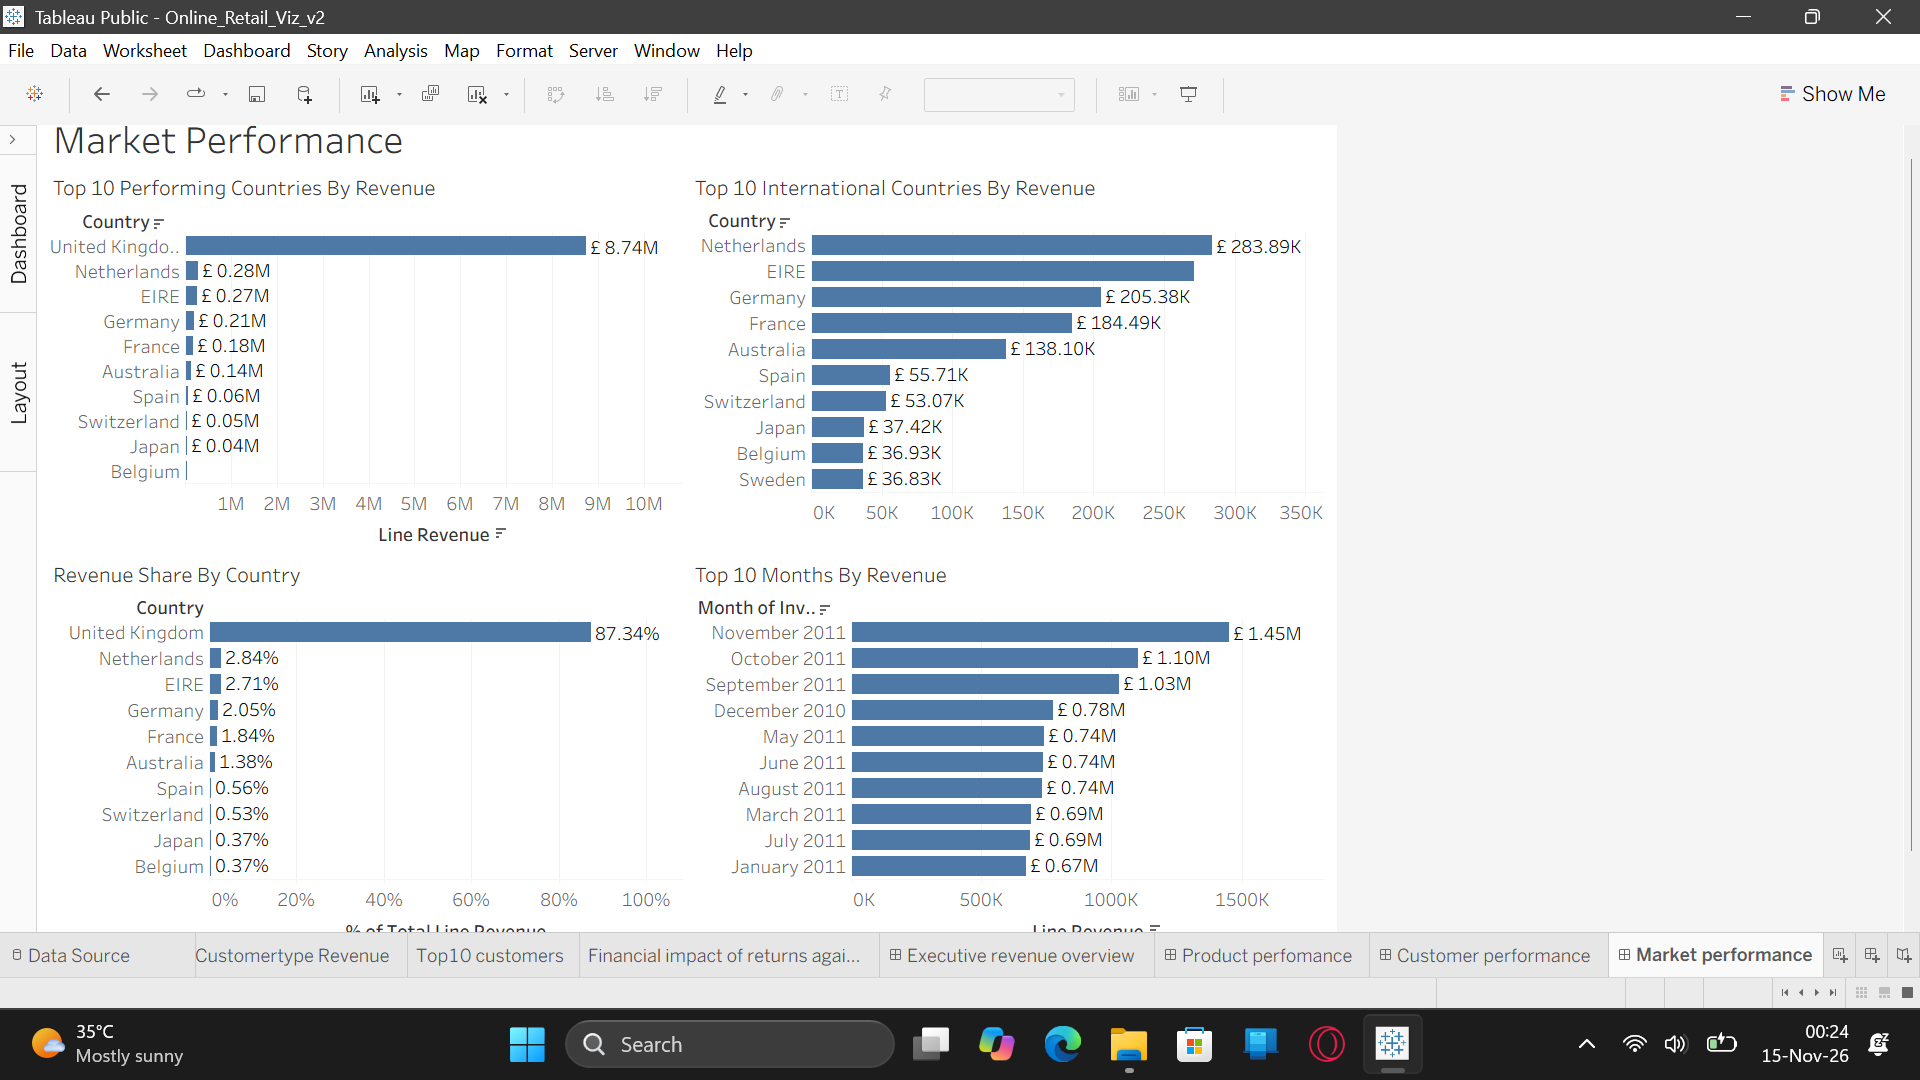 Tableau Public - Online_Retail_Viz_v2
File Data Worksheet Dashboard Story Analysis Map Format Server Window Help
Show Me
Dashboard
Layout
Market Performance
Top 10 Performing Countries By Revenue
Country
United Kingdo.. £ 8.74M
Netherlands £ 0.28M
EIRE £ 0.27M
Germany £ 0.21M
France £ 0.18M
Australia £ 0.14M
Spain £ 0.06M
Switzerland £ 0.05M
Japan £ 0.04M
Belgium
1M 2M 3M 4M 5M 6M 7M 8M 9M 10M
Line Revenue
Top 10 International Countries By Revenue
Country
Netherlands £ 283.89K
EIRE
Germany £ 205.38K
France £ 184.49K
Australia £ 138.10K
Spain £ 55.71K
Switzerland £ 53.07K
Japan £ 37.42K
Belgium £ 36.93K
Sweden £ 36.83K
0K 50K 100K 150K 200K 250K 300K 350K
Revenue Share By Country
Country
United Kingdom 87.34%
Netherlands 2.84%
EIRE 2.71%
Germany 2.05%
France 1.84%
Australia 1.38%
Spain 0.56%
Switzerland 0.53%
Japan 0.37%
Belgium 0.37%
0% 20% 40% 60% 80% 100%
% of Total Line Revenue
Top 10 Months By Revenue
Month of Inv..
November 2011 £ 1.45M
October 2011 £ 1.10M
September 2011 £ 1.03M
December 2010 £ 0.78M
May 2011 £ 0.74M
June 2011 £ 0.74M
August 2011 £ 0.74M
March 2011 £ 0.69M
July 2011 £ 0.69M
January 2011 £ 0.67M
0K 500K 1000K 1500K
Line Revenue
Data Source Customertype Revenue Top10 customers Financial impact of returns agai... Executive revenue overview Product perfomance Customer performance Market performance
35°C
Mostly sunny
Search
00:24
15-Nov-26